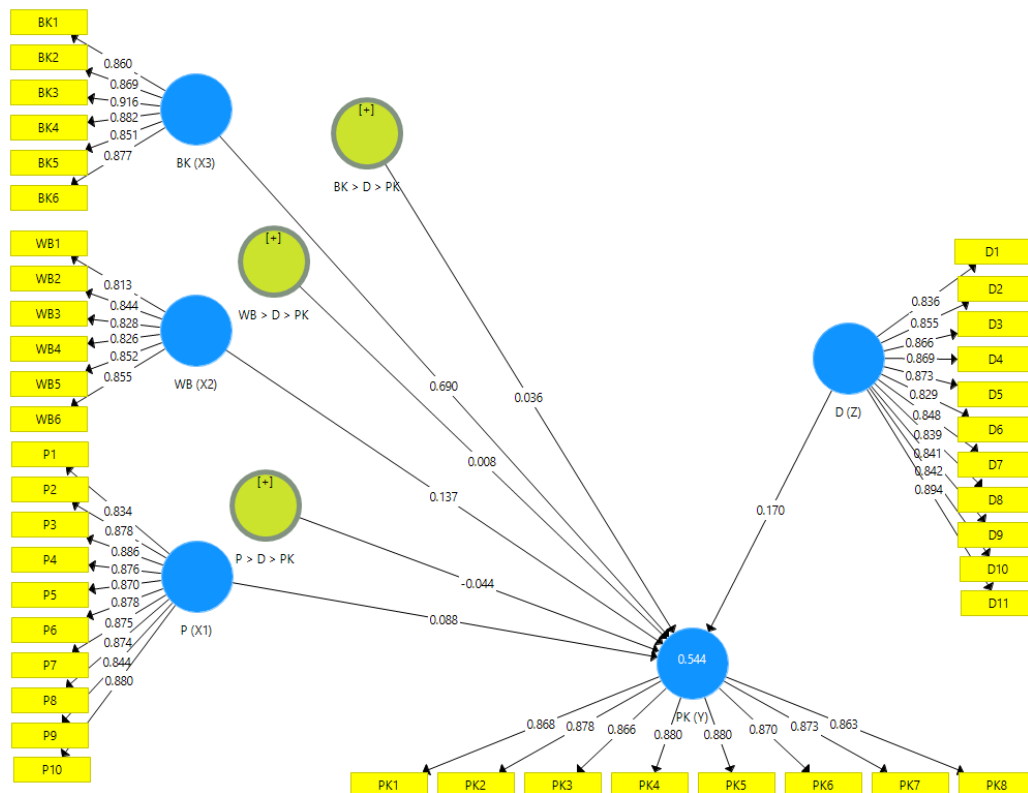 BK1
BK2
BK3
BK4
BK5
BK6
0.860
0.869
0.916
0.882
0.851
0.877
BK (X3)
[+]
BK > D > PK
WB1
WB2
WB3
WB4
WB5
WB6
0.813
0.844
0.828
0.826
0.852
0.855
WB (X2)
[+]
WB > D > PK
P1
P2
P3
P4
P5
P6
P7
P8
P9
P10
0.834
0.878
0.886
0.876
0.870
0.878
0.875
0.874
0.844
0.880
P (X1)
[+]
P > D > PK
0.690
0.036
0.008
0.137
-0.044
0.088
0.170
D (Z)
0.836
0.855
0.866
0.869
0.873
0.829
0.848
0.839
0.841
0.842
0.894
D1
D2
D3
D4
D5
D6
D7
D8
D9
D10
D11
0.544
PK (Y)
0.868
0.878
0.866
0.880
0.880
0.870
0.873
0.863
PK1
PK2
PK3
PK4
PK5
PK6
PK7
PK8